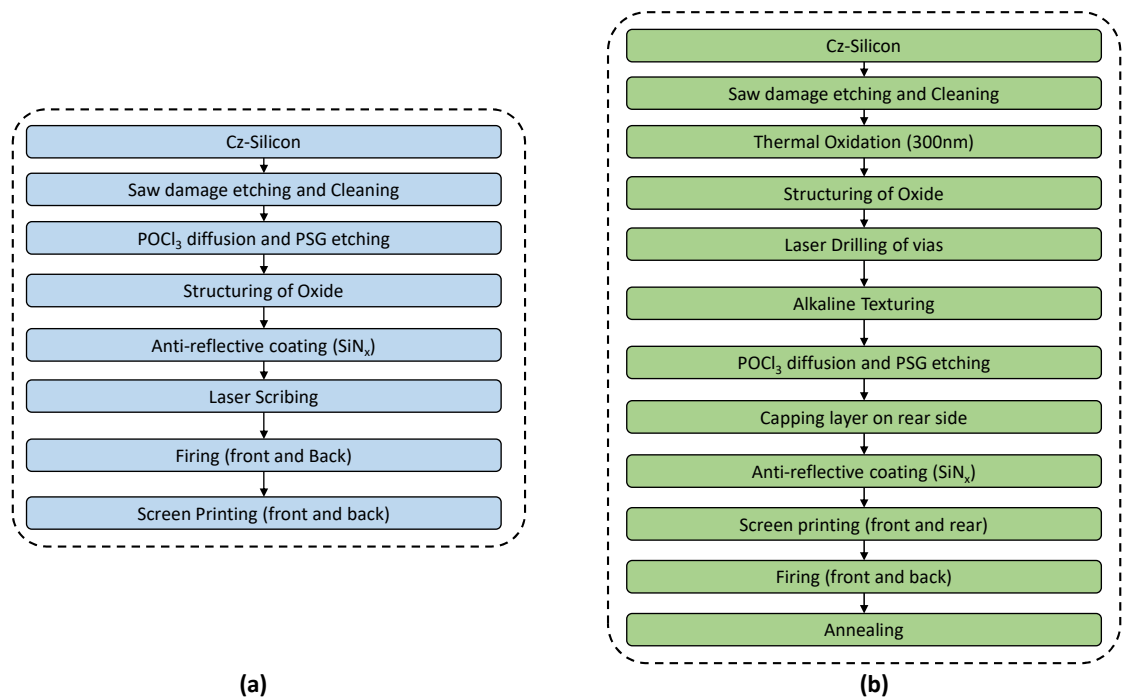 Cz-Silicon
Saw damage etching and Cleaning
POCl₃ diffusion and PSG etching
Structuring of Oxide
Anti-reflective coating (SiNₓ)
Laser Scribing
Firing (front and Back)
Screen Printing (front and back)
(a)
Cz-Silicon
Saw damage etching and Cleaning
Thermal Oxidation (300nm)
Structuring of Oxide
Laser Drilling of vias
Alkaline Texturing
POCl₃ diffusion and PSG etching
Capping layer on rear side
Anti-reflective coating (SiNₓ)
Screen printing (front and rear)
Firing (front and back)
Annealing
(b)